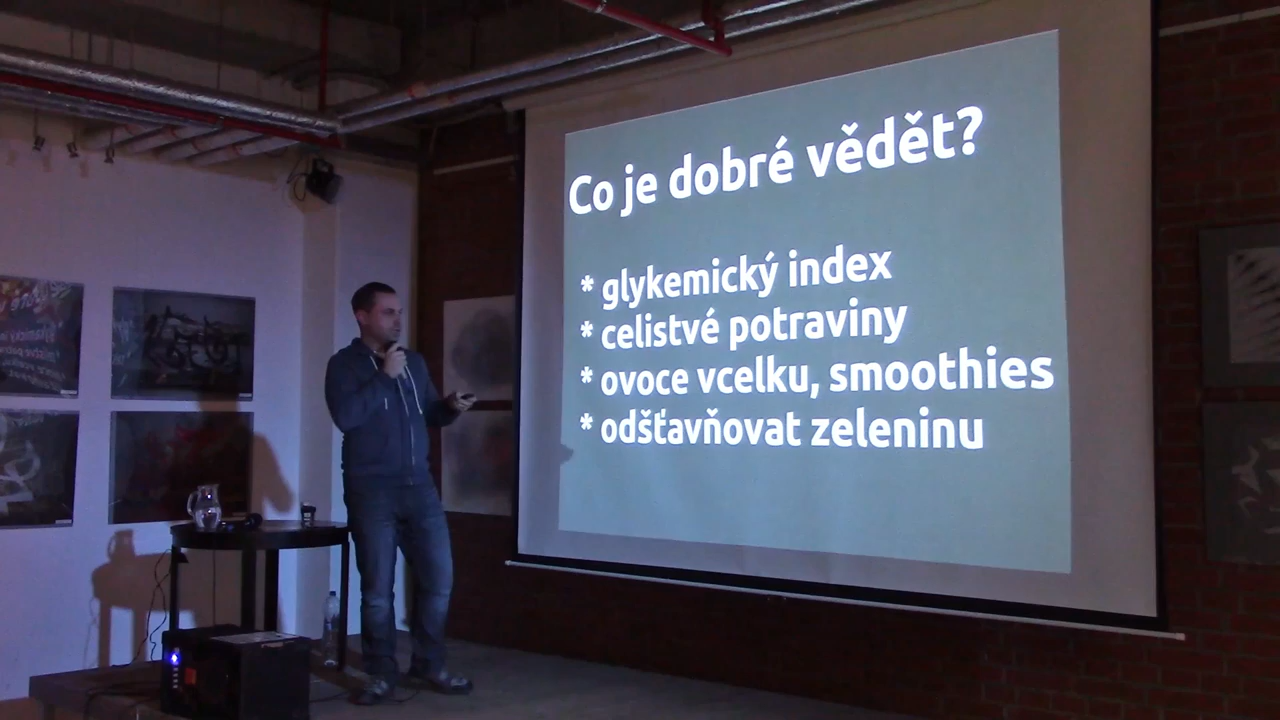 Co je dobré vědět?
* glykemický index
* celistvé potraviny
* ovoce vcelku, smoothies
* odšťavňovat zeleninu